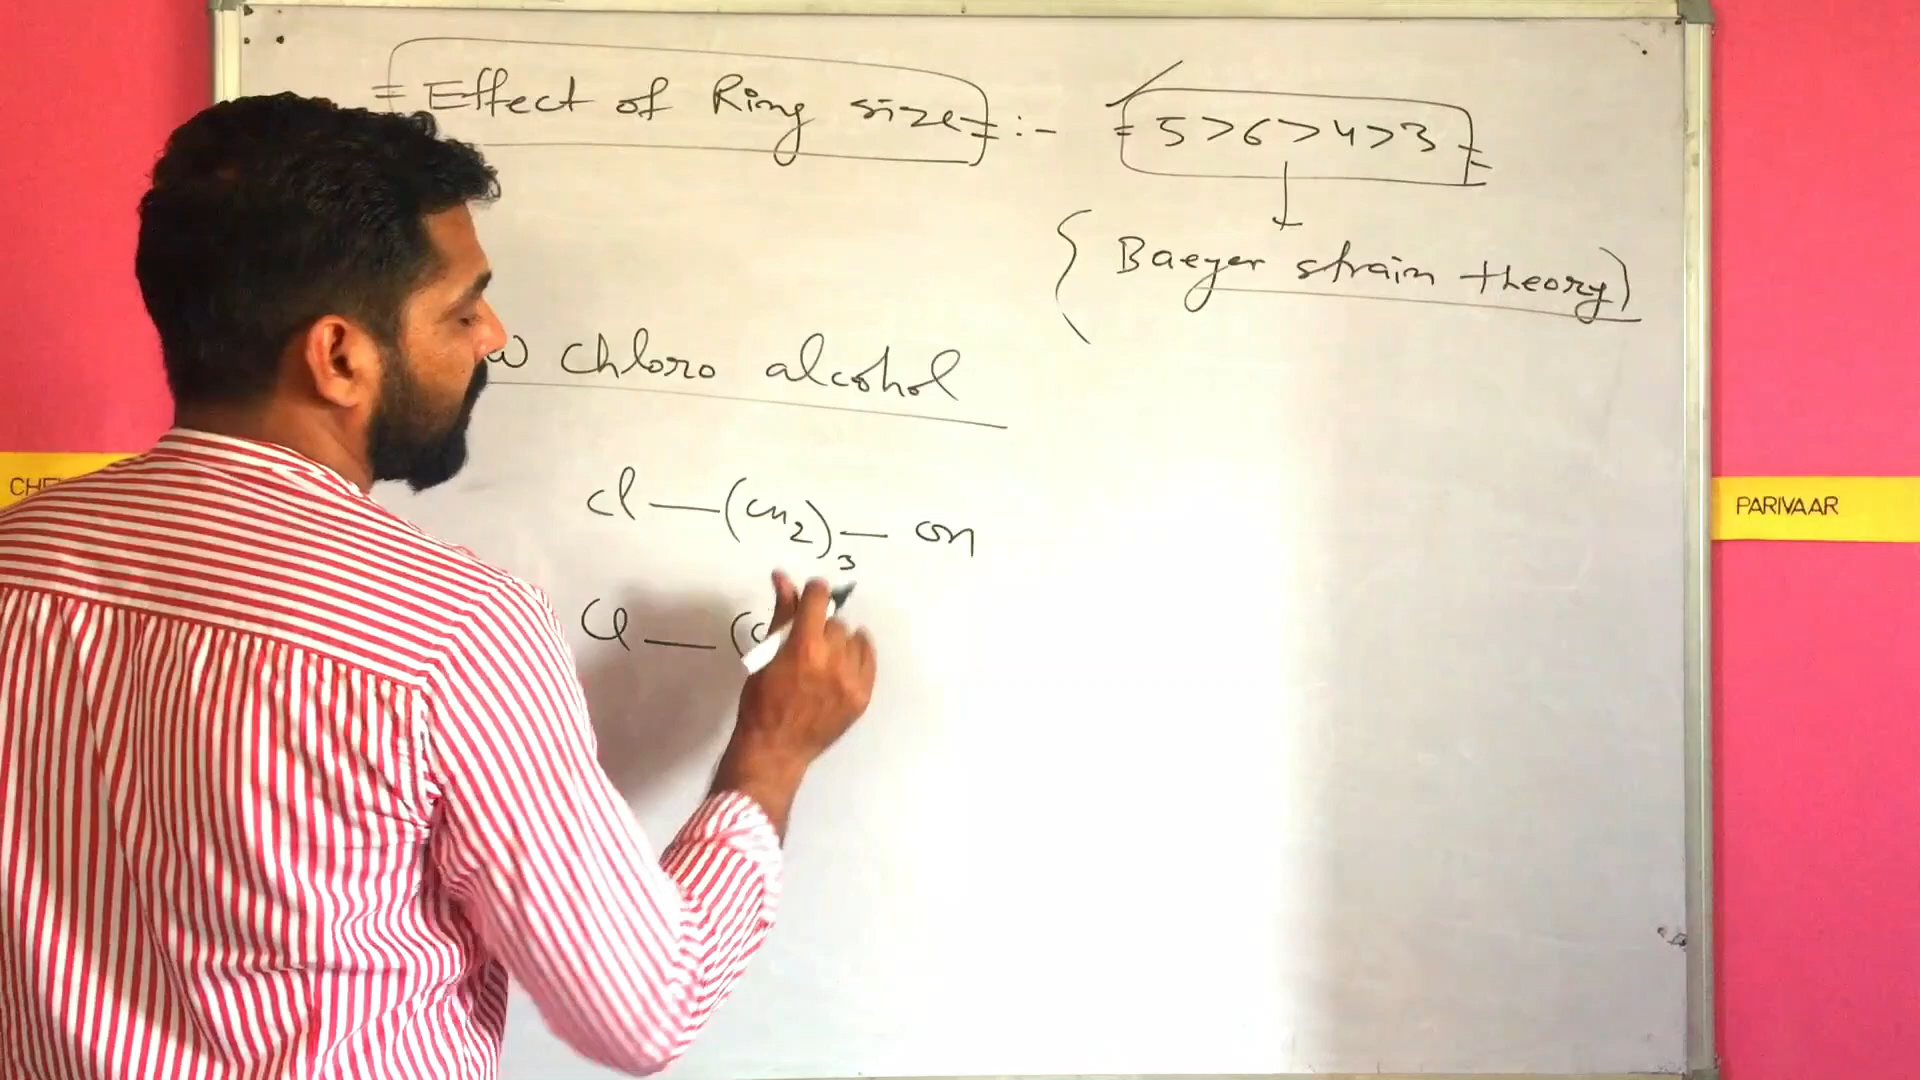 = Effect of Ring size = :- = 5>6>4>3 =
{ Baeyer strain theory)
ω chloro alcohol
Cl — (CH2)3 — OH
Cl — (C
CHE
PARIVAAR